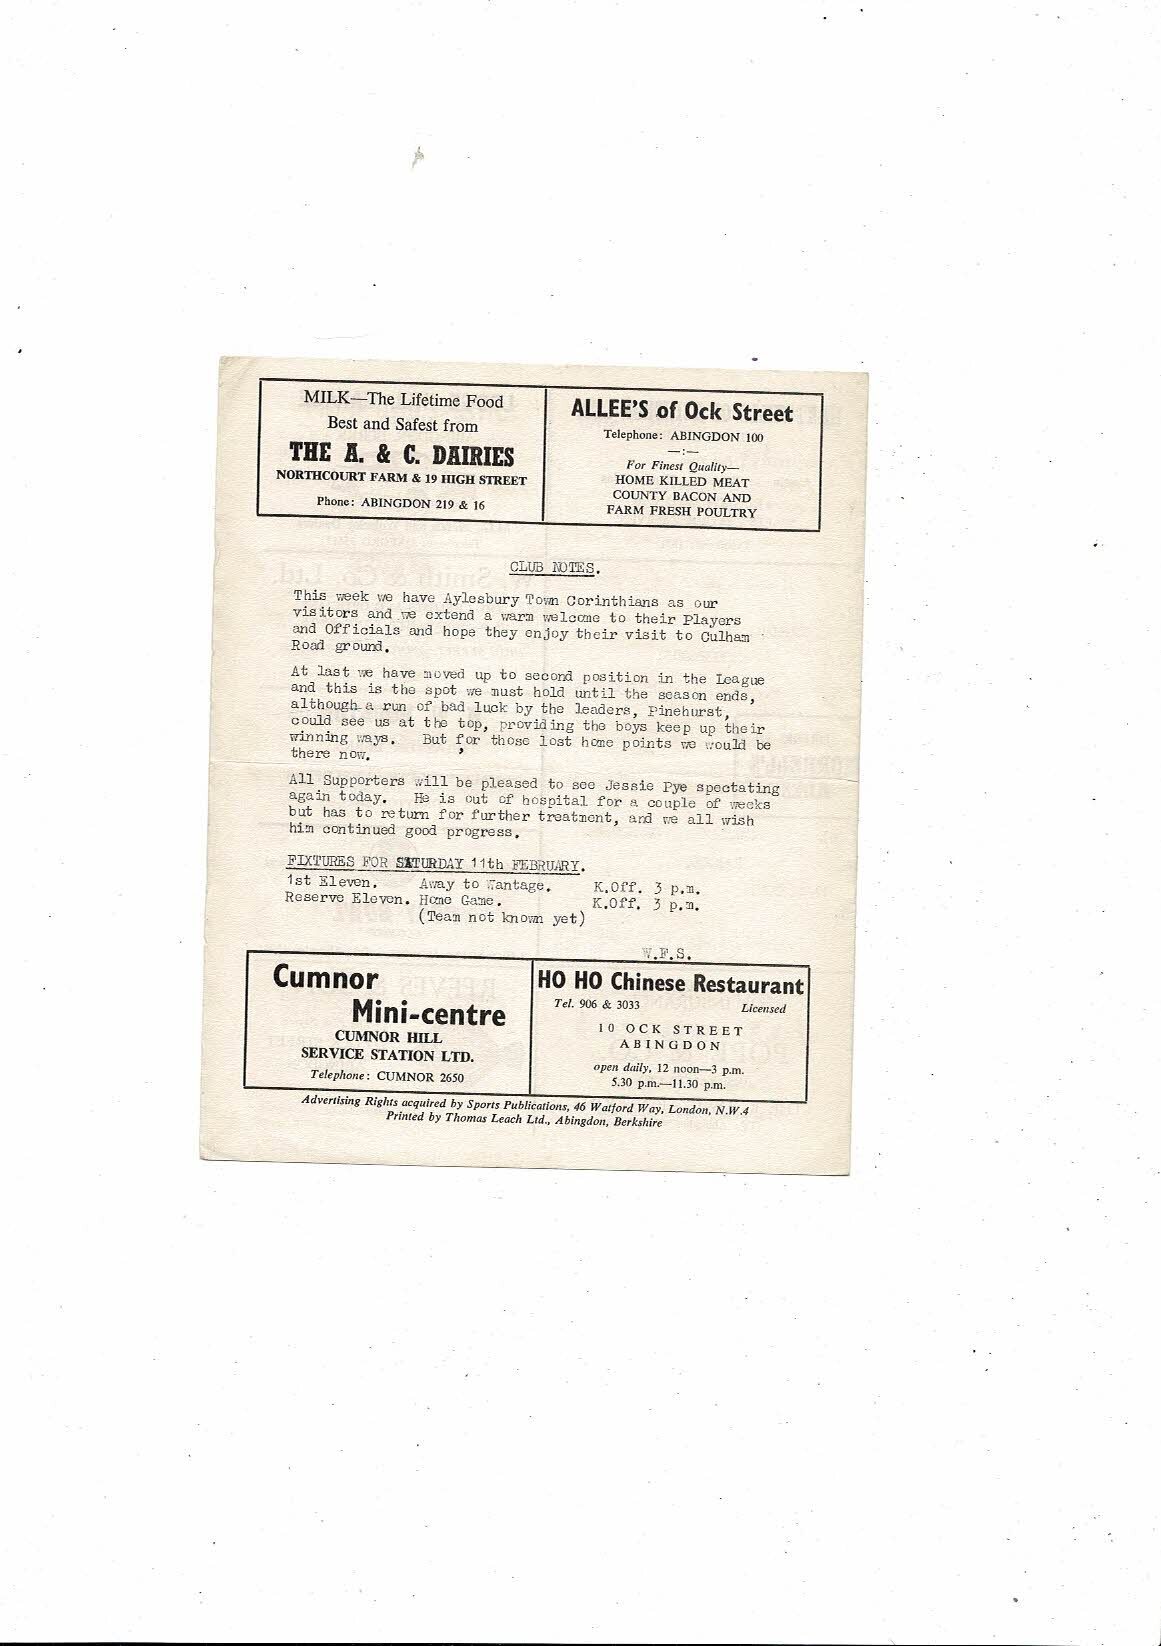 MILK—The Lifetime Food
Best and Safest from
THE A. & C. DAIRIES
NORTHCOURT FARM & 19 HIGH STREET
Phone: ABINGDON 219 & 16
ALLEE'S of Ock Street
Telephone: ABINGDON 100
—:—
For Finest Quality—
HOME KILLED MEAT
COUNTY BACON AND
FARM FRESH POULTRY
CLUB NOTES.
This week we have Aylesbury Town Corinthians as our
visitors and we extend a warm welcome to their Players
and Officials and hope they enjoy their visit to Culham
Road ground.
At last we have moved up to second position in the League
and this is the spot we must hold until the season ends,
although a run of bad luck by the leaders, Pinehurst,
could see us at the top, providing the boys keep up their
winning ways. But for those lost home points we would be
there now.
All Supporters will be pleased to see Jessie Pye spectating
again today. He is out of hospital for a couple of weeks
but has to return for further treatment, and we all wish
him continued good progress.
FIXTURES FOR SATURDAY 11th FEBRUARY.
1st Eleven. Away to Wantage. K.Off. 3 p.m.
Reserve Eleven. Home Game. K.Off. 3 p.m.
(Team not known yet)
W.F.S.
Cumnor
Mini-centre
CUMNOR HILL
SERVICE STATION LTD.
Telephone: CUMNOR 2650
HO HO Chinese Restaurant
Tel. 906 & 3033 Licensed
10 OCK STREET
ABINGDON
open daily, 12 noon—3 p.m.
5.30 p.m.—11.30 p.m.
Advertising Rights acquired by Sports Publications, 46 Watford Way, London, N.W.4
Printed by Thomas Leach Ltd., Abingdon, Berkshire